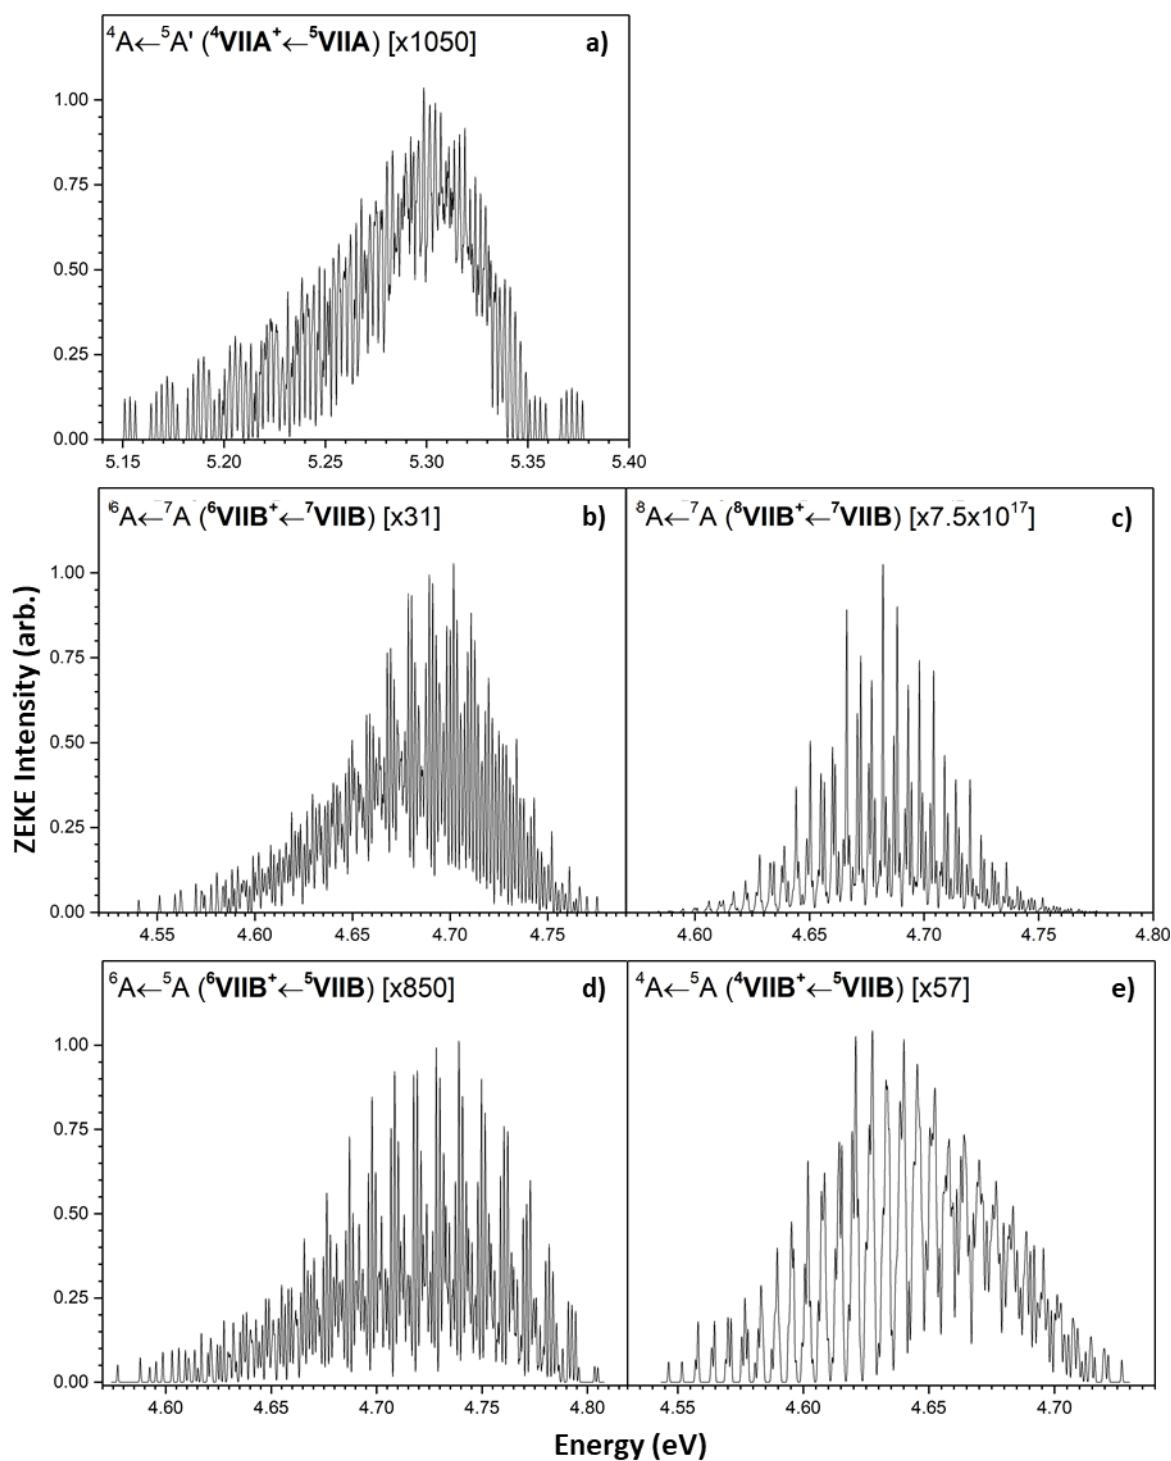 ⁴A←⁵A' (⁴VIIA⁺←⁵VIIA) [x1050] a)
1.00
0.75
0.50
0.25
0.00
5.15 5.20 5.25 5.30 5.35 5.40
⁶A←⁷A (⁶VIIB⁺←⁷VIIB) [x31] b)
1.00
0.75
0.50
0.25
0.00
4.55 4.60 4.65 4.70 4.75
⁸A←⁷A (⁸VIIB⁺←⁷VIIB) [x7.5x10¹⁷] c)
4.60 4.65 4.70 4.75 4.80
ZEKE Intensity (arb.)
⁶A←⁵A (⁶VIIB⁺←⁵VIIB) [x850] d)
1.00
0.75
0.50
0.25
0.00
4.60 4.65 4.70 4.75 4.80
⁴A←⁵A (⁴VIIB⁺←⁵VIIB) [x57] e)
4.55 4.60 4.65 4.70
Energy (eV)